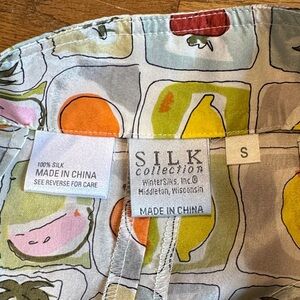 100% SILK
MADE IN CHINA
SEE REVERSE FOR CARE
SILK
collection
WinterSilks, Inc.®
Middleton, Wisconsin
MADE IN CHINA
S